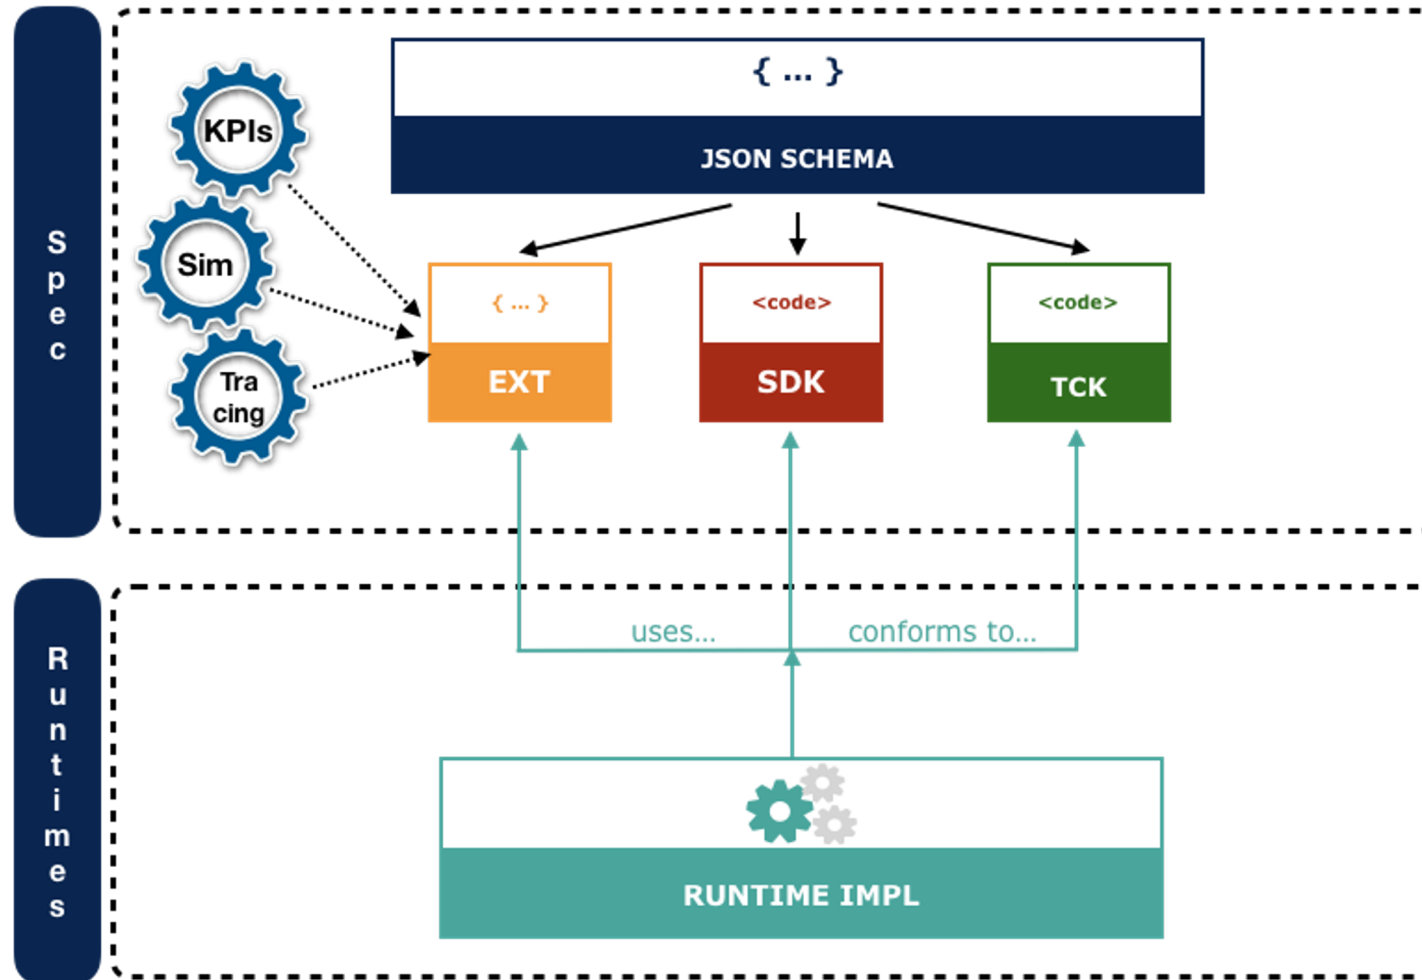 Spec
{ ... }
JSON SCHEMA
KPIs
Sim
Tra
cing
{ ... }
EXT
<code>
SDK
<code>
TCK
Runtimes
uses...
conforms to...
RUNTIME IMPL